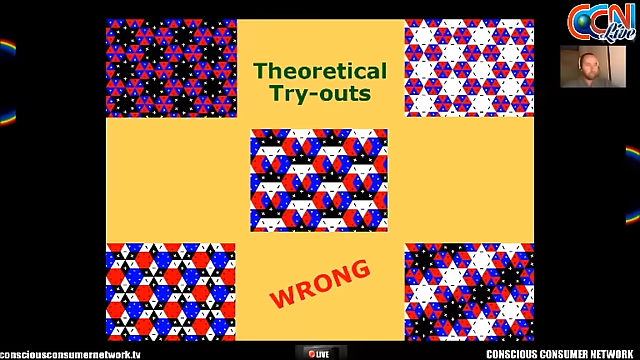 CCN
Live
Theoretical
Try-outs
WRONG
consciousconsumernetwork.tv
LIVE
CONSCIOUS CONSUMER NETWORK